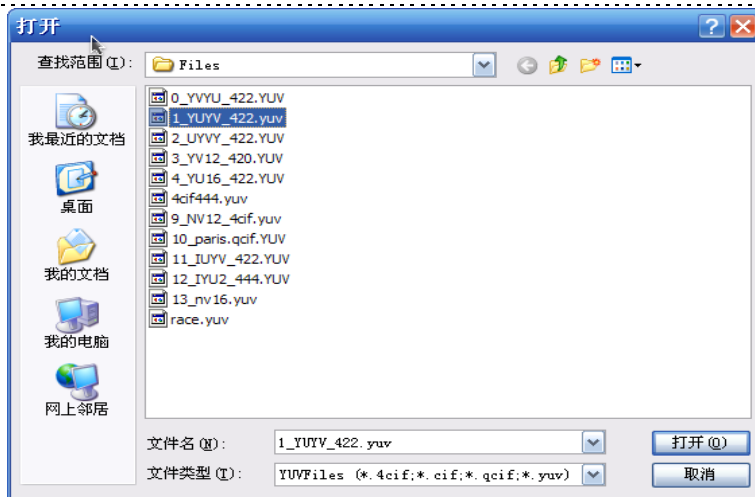 打开
查找范围(I):
Files
我最近的文档
桌面
我的文档
我的电脑
网上邻居
0_YVYU_422.YUV
1_YUYV_422.yuv
2_UYVY_422.YUV
3_YV12_420.YUV
4_YU16_422.YUV
4cif444.yuv
9_NV12_4cif.yuv
10_paris.qcif.YUV
11_IUYV_422.YUV
12_IYU2_444.YUV
13_nv16.yuv
race.yuv
文件名(N):
1_YUYV_422.yuv
打开(O)
文件类型(T):
YUVFiles (*.4cif;*.cif;*.qcif;*.yuv)
取消